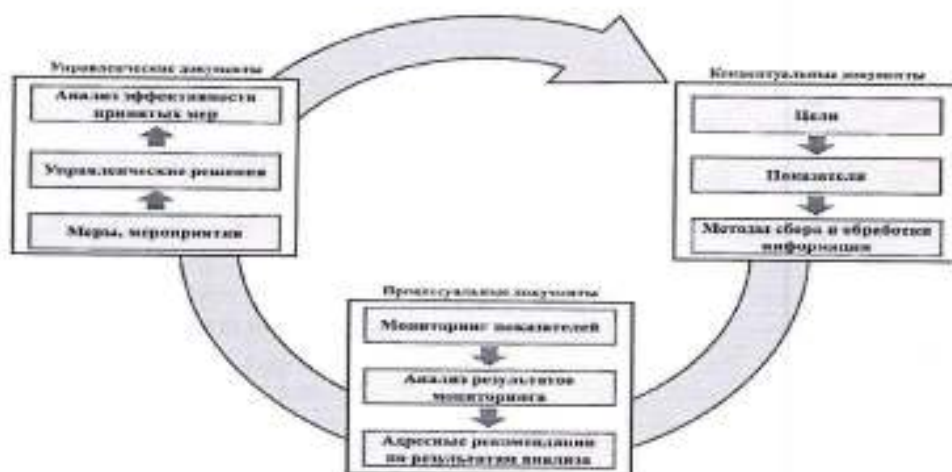 Управленческие документы
Анализ эффективности
принятых мер
Управленческие решения
Меры, мероприятия
Концептуальные документы
Цели
Показатели
Методы сбора и обработки
информации
Процессуальные документы
Мониторинг показателей
Анализ результатов
мониторинга
Адресные рекомендации
по результатам анализа